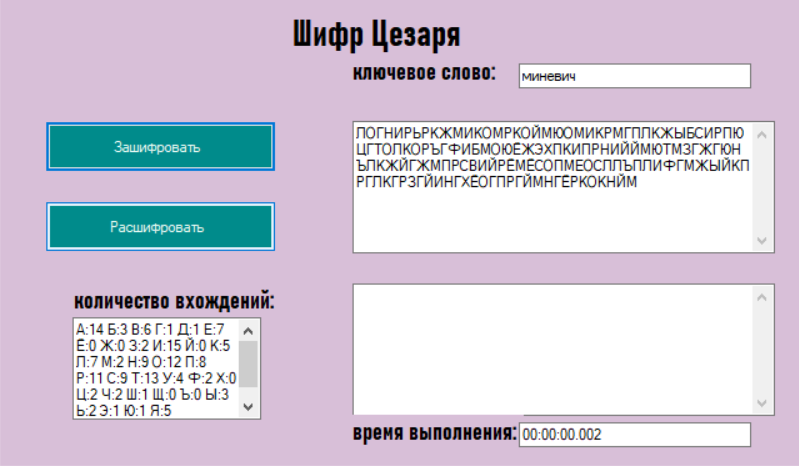 Шифр Цезаря
ключевое слово:
миневич
Зашифровать
Расшифровать
ЛОГНИРЬРКЖМИКОМРКОЙМЮОМИКРМГПЛКЖЫБСИРПЮ
ЦГТОЛКОРЪГФИБМОЮЁЖЭХПКИПРНИЙЙМЮТМЗГЖГЮН
ЪЛКЖЙГЖМПРСВИЙРЕМЁСОПМЕОСЛЛЪПЛИФГМЖЫЙКП
РГЛКГРЗГЙИНГХЁОГПРГЙМНГЁРКОКНЙМ
количество вхождений:
А:14 Б:3 В:6 Г:1 Д:1 Е:7
Ё:0 Ж:0 З:2 И:15 Й:0 К:5
Л:7 М:2 Н:9 О:12 П:8
Р:11 С:9 Т:13 У:4 Ф:2 Х:0
Ц:2 Ч:2 Ш:1 Щ:0 Ъ:0 Ы:3
Ь:2 Э:1 Ю:1 Я:5
время выполнения:
00:00:00.002